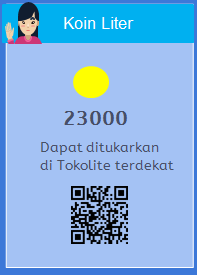 Koin Liter
23000
Dapat ditukarkan
di Tokolite terdekat